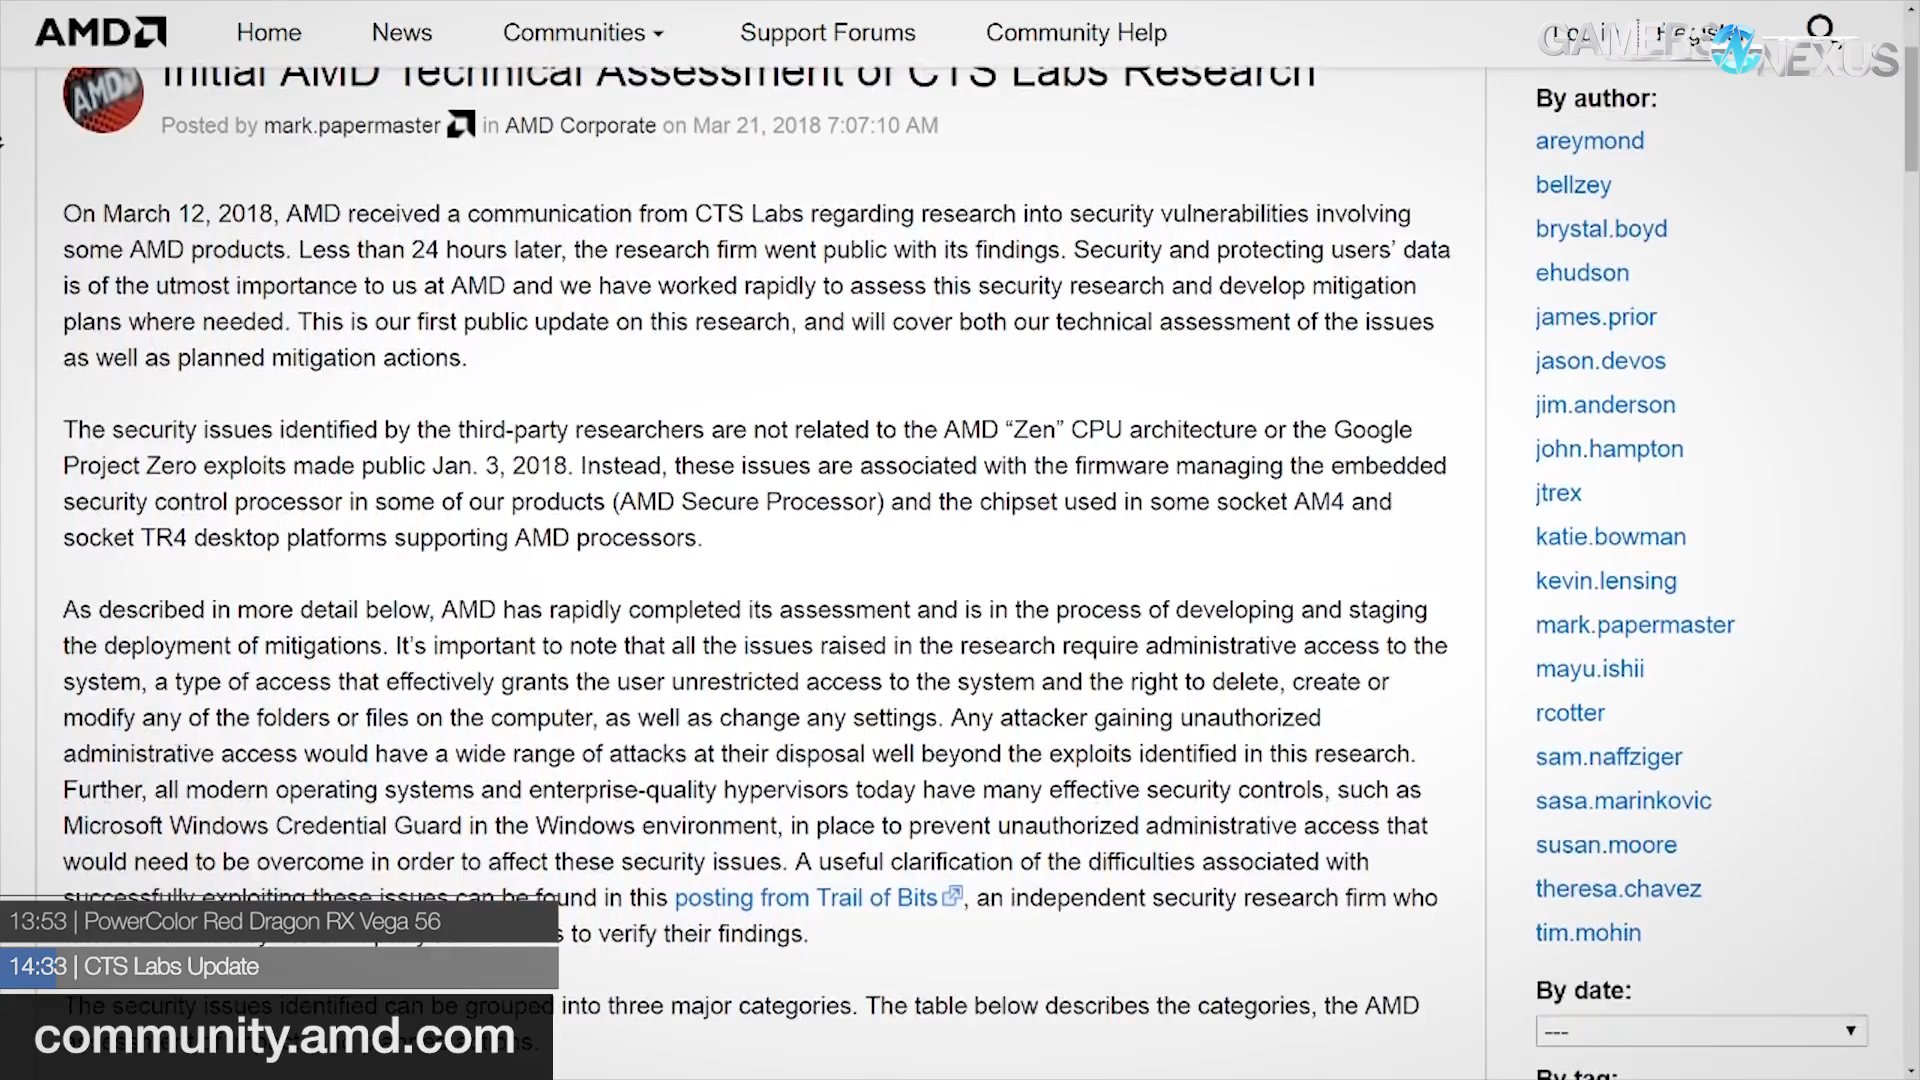 AMD Home News Communities Support Forums Community Help
GAMERS NEXUS
Initial AMD Technical Assessment of CTS Labs Research
AMD
Posted by mark.papermaster in AMD Corporate on Mar 21, 2018 7:07:10 AM
On March 12, 2018, AMD received a communication from CTS Labs regarding research into security vulnerabilities involving
some AMD products. Less than 24 hours later, the research firm went public with its findings. Security and protecting users’ data
is of the utmost importance to us at AMD and we have worked rapidly to assess this security research and develop mitigation
plans where needed. This is our first public update on this research, and will cover both our technical assessment of the issues
as well as planned mitigation actions.
The security issues identified by the third-party researchers are not related to the AMD “Zen” CPU architecture or the Google
Project Zero exploits made public Jan. 3, 2018. Instead, these issues are associated with the firmware managing the embedded
security control processor in some of our products (AMD Secure Processor) and the chipset used in some socket AM4 and
socket TR4 desktop platforms supporting AMD processors.
As described in more detail below, AMD has rapidly completed its assessment and is in the process of developing and staging
the deployment of mitigations. It’s important to note that all the issues raised in the research require administrative access to the
system, a type of access that effectively grants the user unrestricted access to the system and the right to delete, create or
modify any of the folders or files on the computer, as well as change any settings. Any attacker gaining unauthorized
administrative access would have a wide range of attacks at their disposal well beyond the exploits identified in this research.
Further, all modern operating systems and enterprise-quality hypervisors today have many effective security controls, such as
Microsoft Windows Credential Guard in the Windows environment, in place to prevent unauthorized administrative access that
would need to be overcome in order to affect these security issues. A useful clarification of the difficulties associated with
successfully exploiting these issues can be found in this posting from Trail of Bits, an independent security research firm who
to verify their findings.
The security issues identified can be grouped into three major categories. The table below describes the categories, the AMD
By author:
areymond
bellzey
brystal.boyd
ehudson
james.prior
jason.devos
jim.anderson
john.hampton
jtrex
katie.bowman
kevin.lensing
mark.papermaster
mayu.ishii
rcotter
sam.naffziger
sasa.marinkovic
susan.moore
theresa.chavez
tim.mohin
By date:
---
By tag:
13:53 | PowerColor Red Dragon RX Vega 56
14:33 | CTS Labs Update
community.amd.com